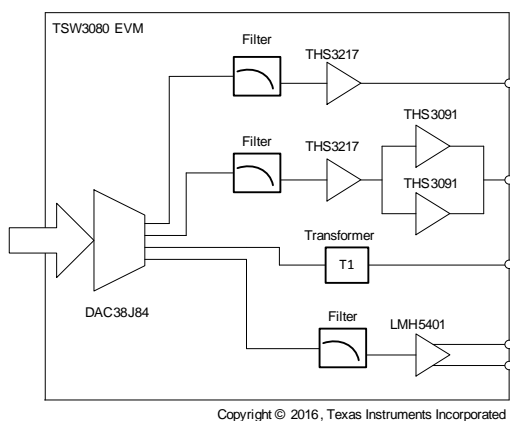 TSW3080 EVM
Filter
THS3217
Filter
THS3217
THS3091
THS3091
Transformer
T1
DAC38J84
Filter
LMH5401
Copyright © 2016, Texas Instruments Incorporated